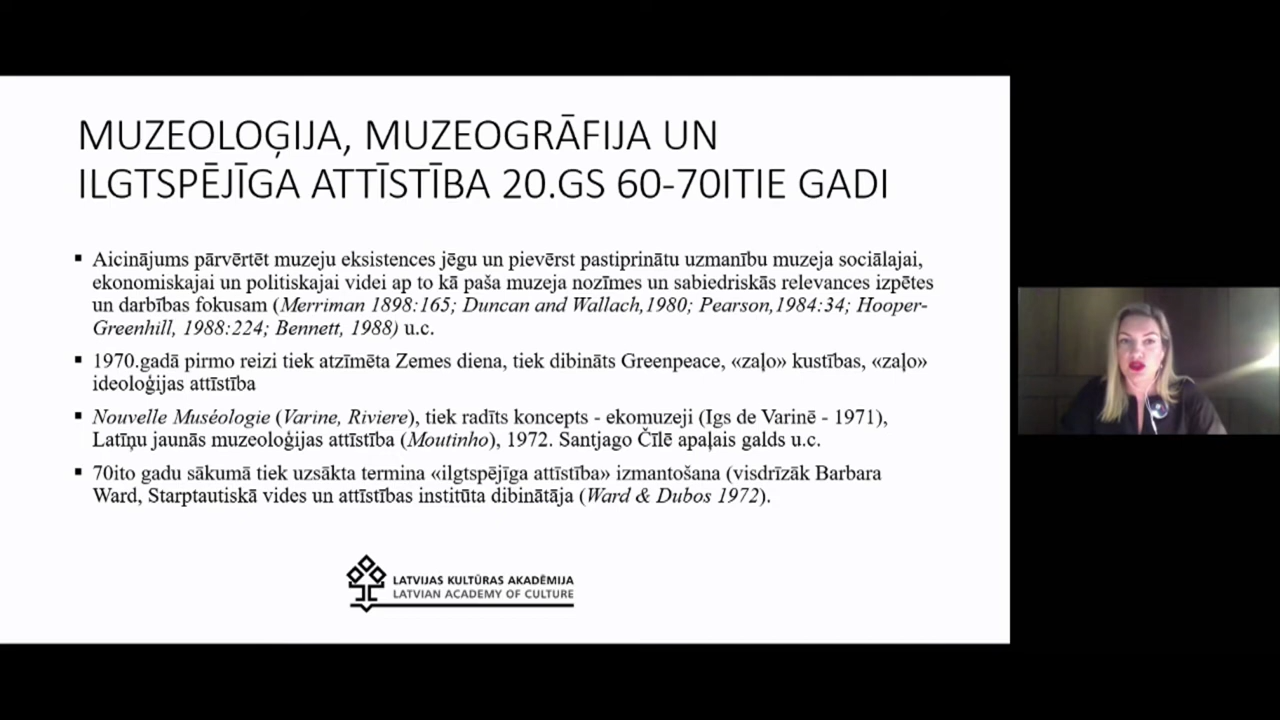 MUZEOLOĢIJA, MUZEOGRĀFIJA UN
ILGTSPĒJĪGA ATTĪSTĪBA 20.GS 60-70ITIE GADI
▪ Aicinājums pārvērtēt muzeju eksistences jēgu un pievērst pastiprinātu uzmanību muzeja sociālajai,
ekonomiskajai un politiskajai videi ap to kā paša muzeja nozīmes un sabiedriskās relevances izpētes
un darbības fokusam (Merriman 1898:165; Duncan and Wallach,1980; Pearson,1984:34; Hooper-
Greenhill, 1988:224; Bennett, 1988) u.c.
▪ 1970.gadā pirmo reizi tiek atzīmēta Zemes diena, tiek dibināts Greenpeace, «zaļo» kustības, «zaļo»
ideoloģijas attīstība
▪ Nouvelle Muséologie (Varine, Riviere), tiek radīts koncepts - ekomuzeji (Igs de Varinē - 1971),
Latīņu jaunās muzeoloģijas attīstība (Moutinho), 1972. Santjago Čīlē apaļais galds u.c.
▪ 70ito gadu sākumā tiek uzsākta termina «ilgtspējīga attīstība» izmantošana (visdrīzāk Barbara
Ward, Starptautiskā vides un attīstības institūta dibinātāja (Ward & Dubos 1972).
LATVIJAS KULTŪRAS AKADĒMIJA
LATVIAN ACADEMY OF CULTURE